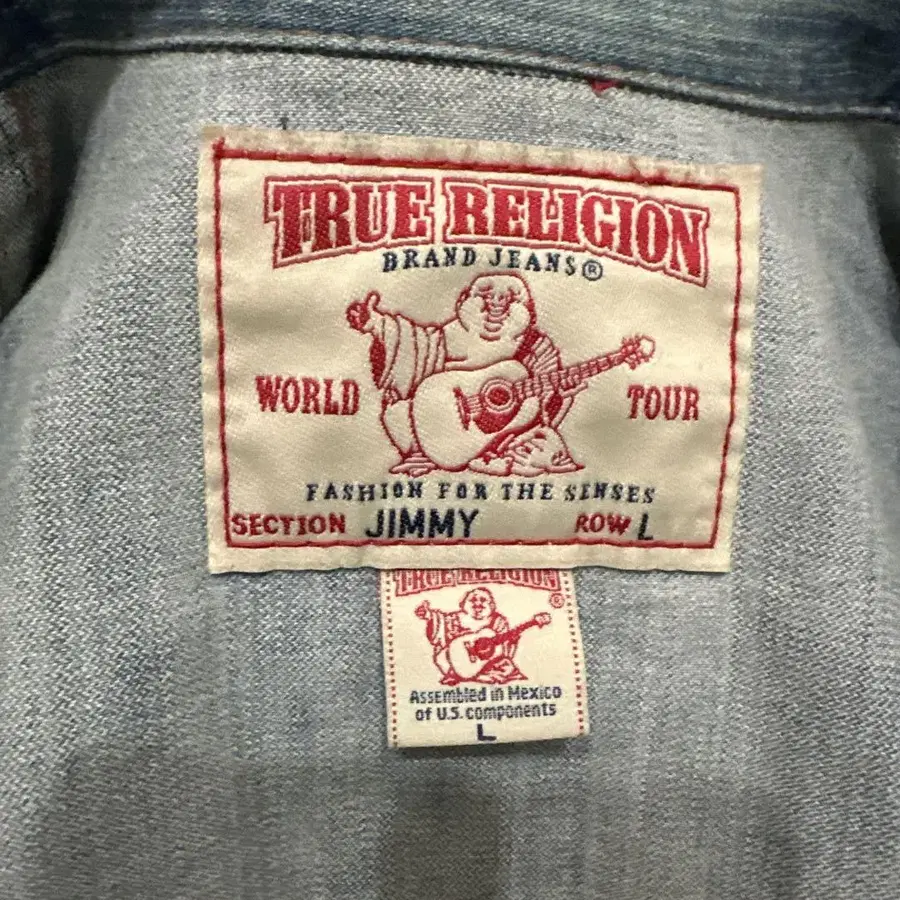 TRUE RELIGION
BRAND JEANS®
WORLD TOUR
FASHION FOR THE SENSES
SECTION JIMMY ROW L
TRUE RELIGION
®
Assembled in Mexico
of U.S. components
L